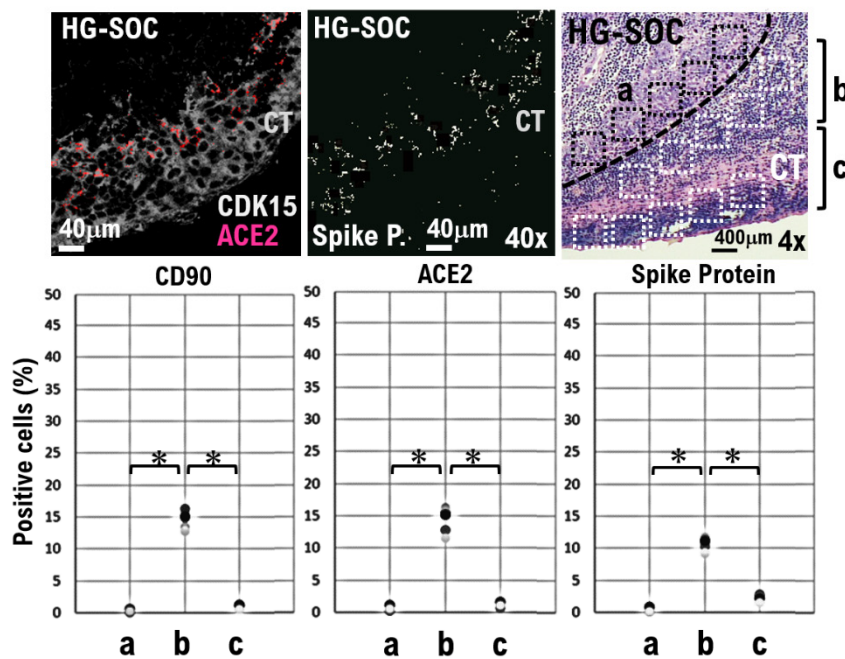 HG-SOC
CT
CDK15
ACE2
40μm
HG-SOC
CT
Spike P.
40μm
40x
HG-SOC
a
b
c
CT
400μm
4x
CD90
ACE2
Spike Protein
Positive cells (%)
50
45
40
35
30
25
20
15
10
5
0
* *
a b c
50
45
40
35
30
25
20
15
10
5
0
* *
a b c
50
45
40
35
30
25
20
15
10
5
0
* *
a b c